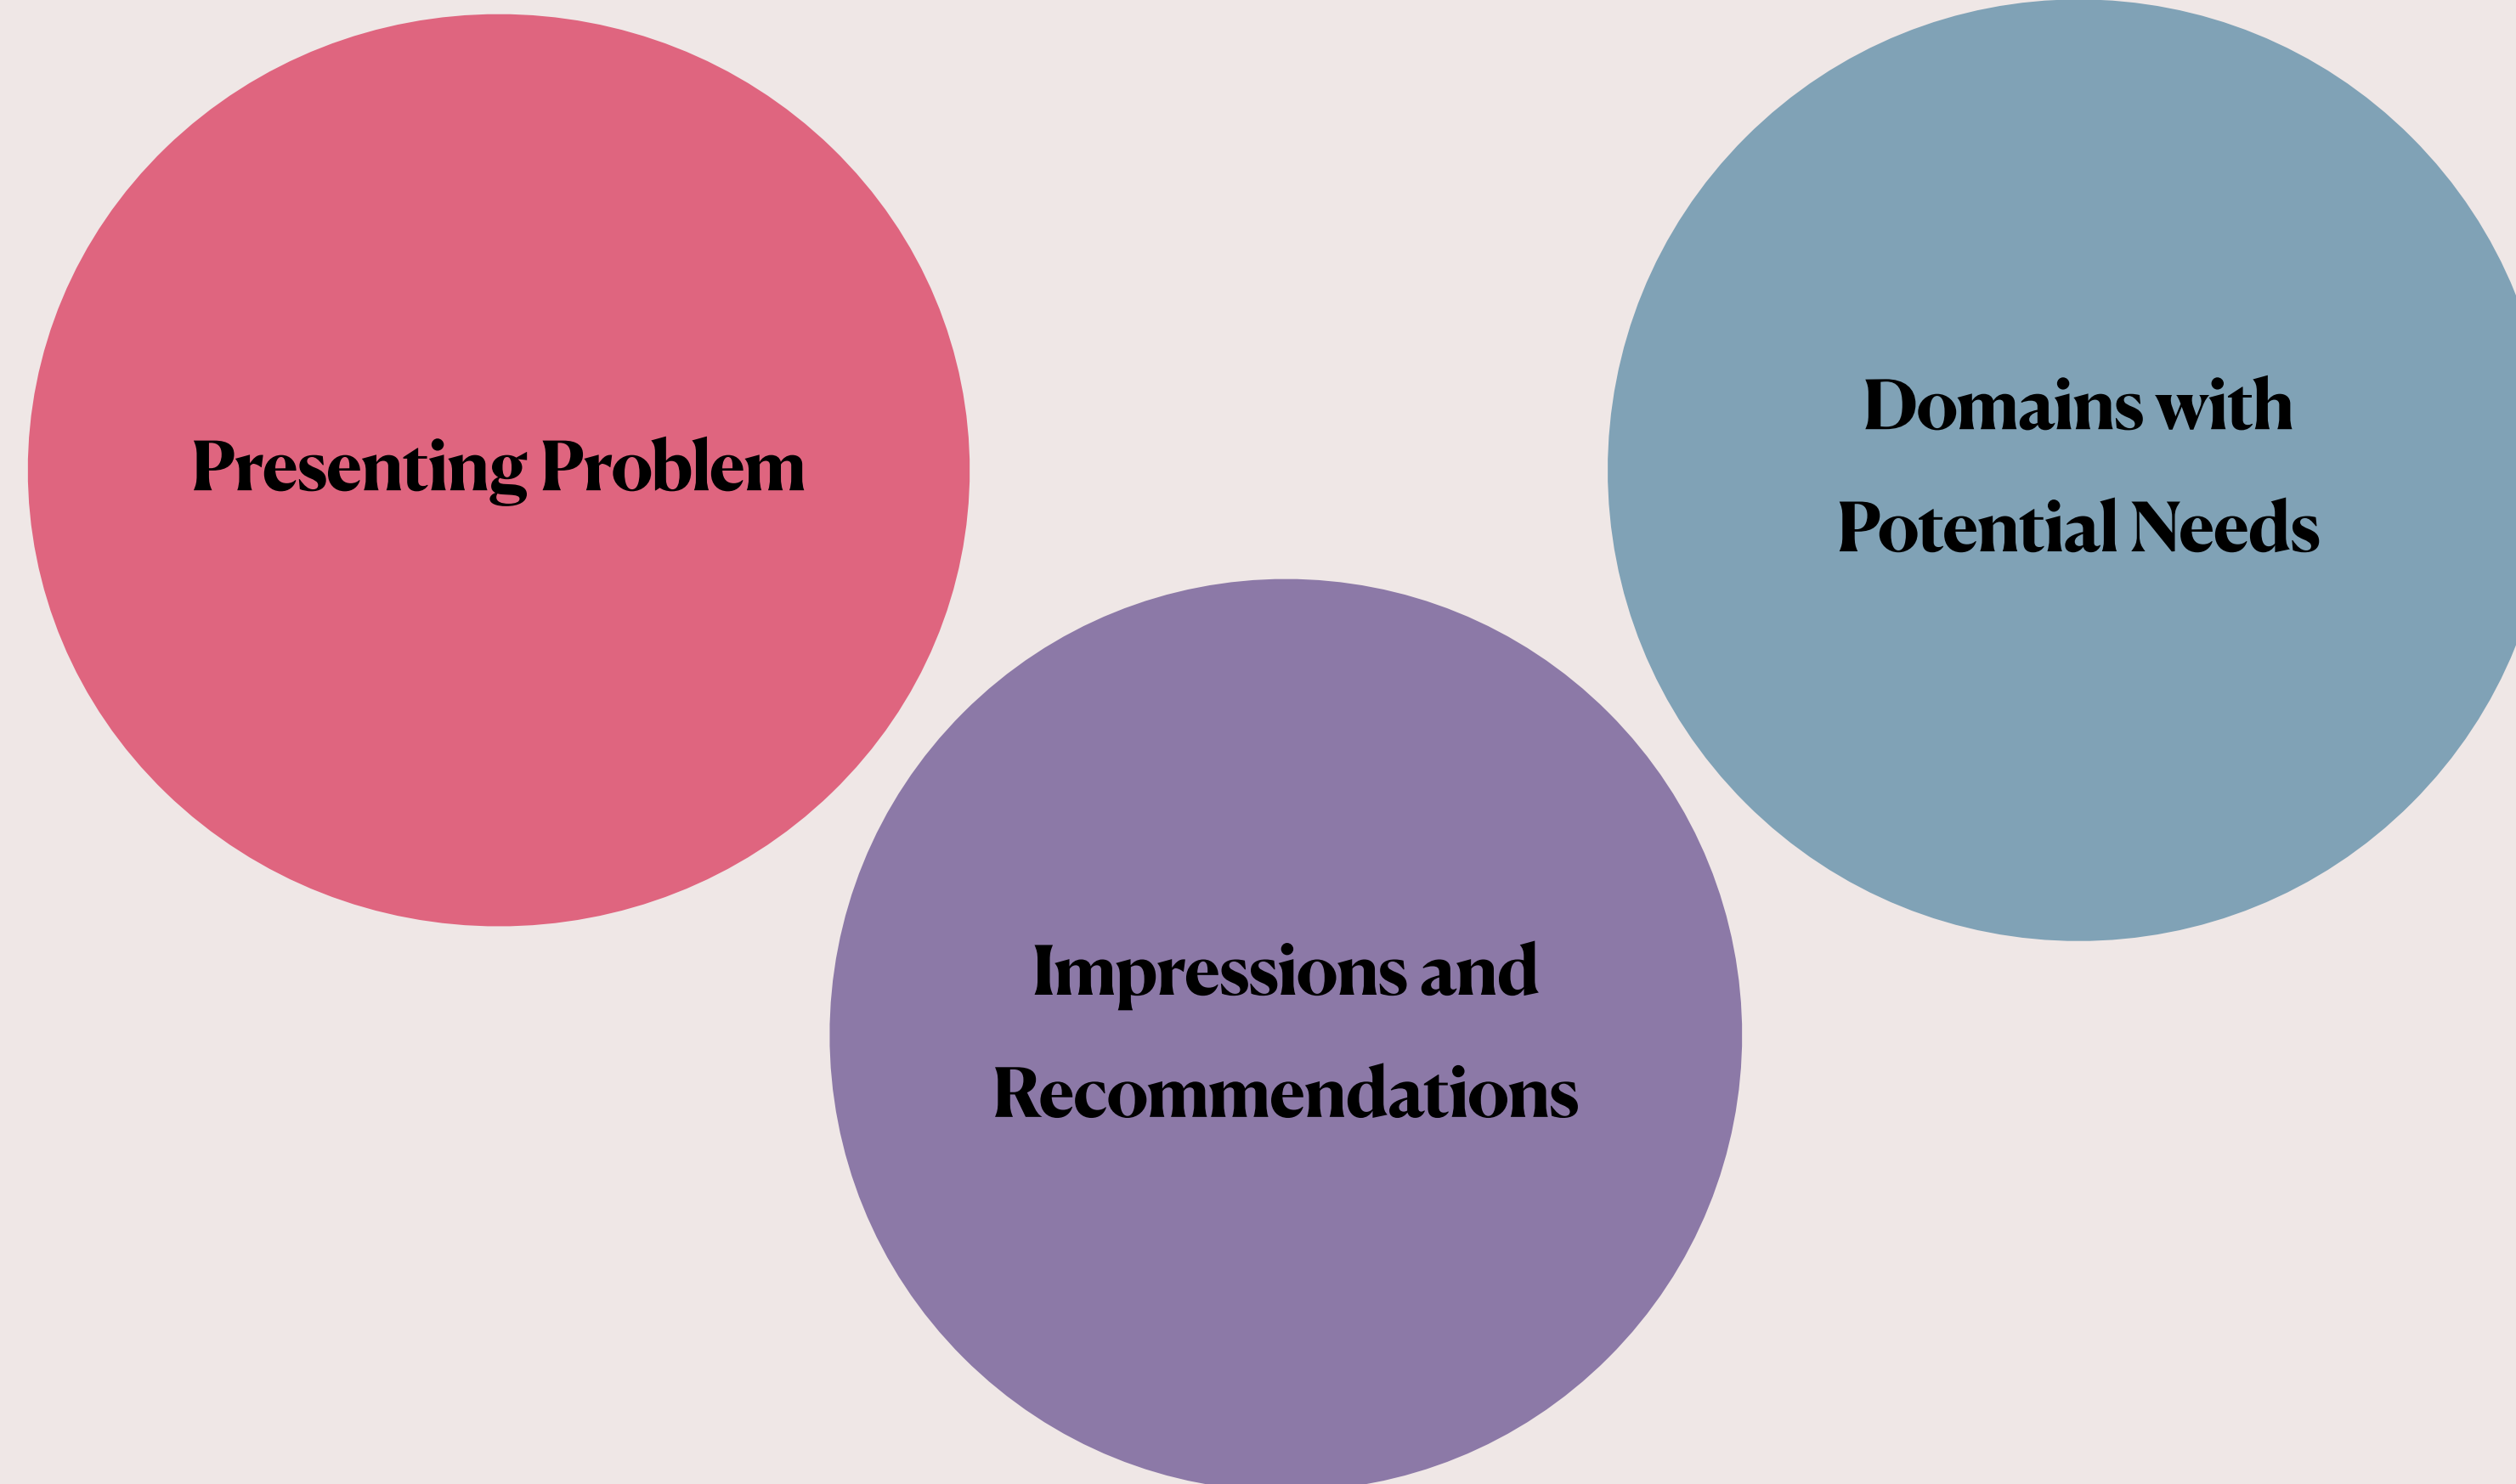 Presenting Problem
Domains with
Potential Needs
Impressions and
Recommendations